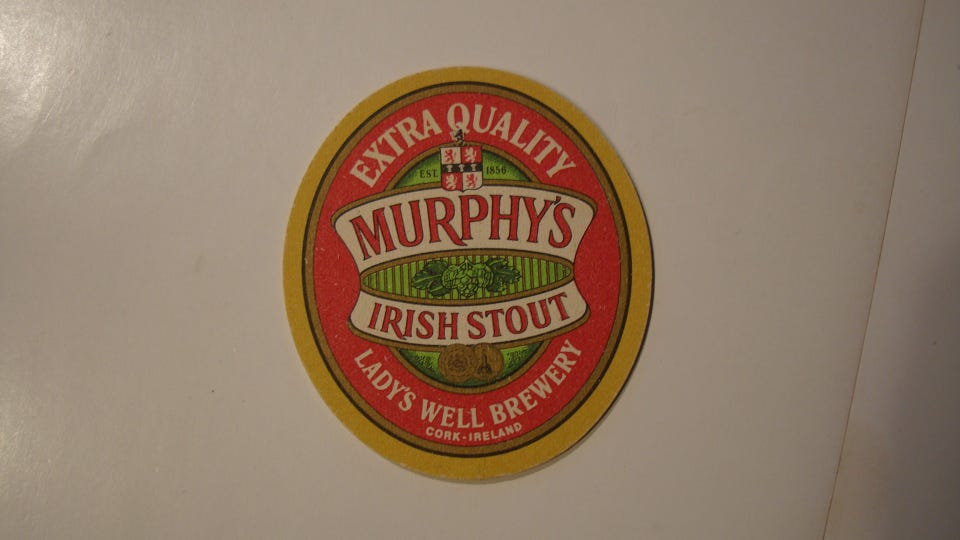 EXTRA QUALITY
EST. 1856
MURPHY'S
IRISH STOUT
LADY'S WELL BREWERY
CORK-IRELAND